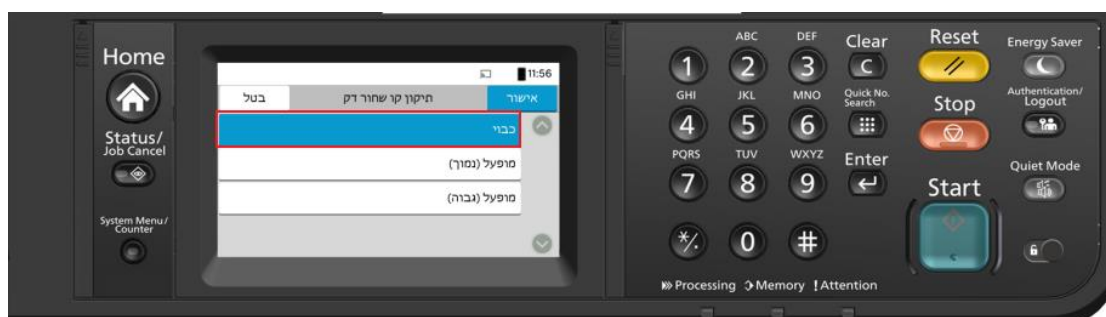 Home
Status/
Job Cancel
System Menu/
Counter
11:56
אישור
תיקון קו שחור דק
בטל
כבוי
מופעל (נמוך)
מופעל (גבוה)
ABC
DEF
1
2
3
GHI
JKL
MNO
4
5
6
PQRS
TUV
WXYZ
7
8
9
*/.
0
#
Clear
C
Quick No.
Search
Enter
Reset
Stop
Start
Energy Saver
Authentication/
Logout
Quiet Mode
Processing
Memory
!Attention